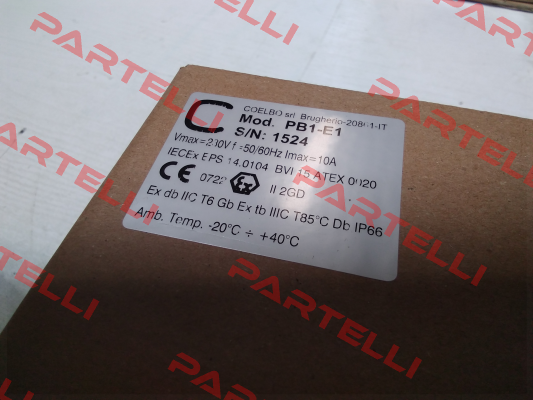 COELBO srl Brugherio-20861-IT
C
Mod. PB1-E1
S/N: 1524
Vmax=230V f=50/60Hz Imax=10A
IECEx EPS 14.0104 BVI 15 ATEX 0020
CE 0722 Ex II 2GD
Ex db IIC T6 Gb Ex tb IIIC T85°C Db IP66
Amb. Temp. -20°C ÷ +40°C
PARTELLI
PARTELLI
PARTELLI
PARTELLI
PARTELLI
PARTELLI